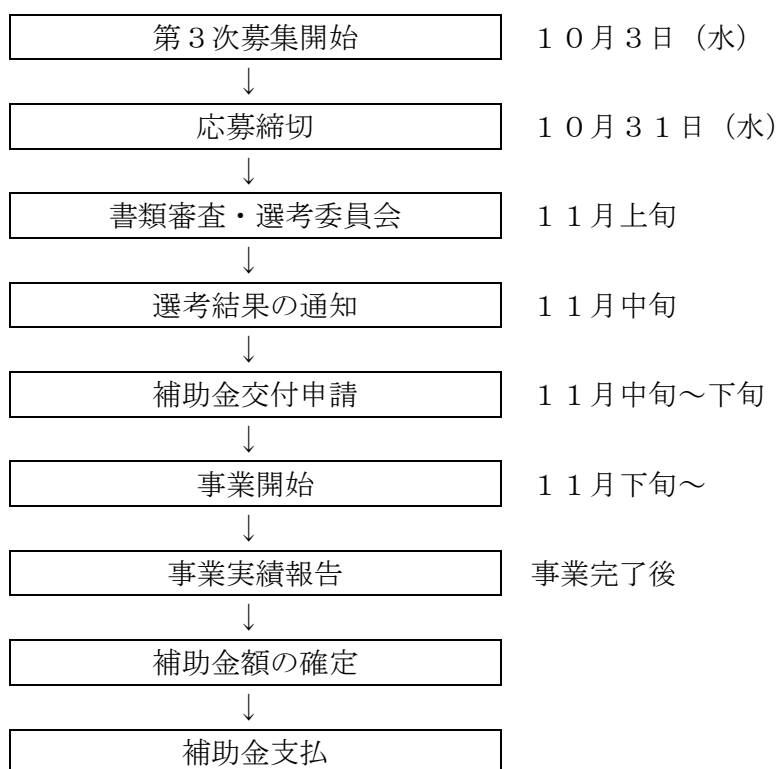 第3次募集開始 10月3日(水)
↓
応募締切 10月31日(水)
↓
書類審査・選考委員会 11月上旬
↓
選考結果の通知 11月中旬
↓
補助金交付申請 11月中旬~下旬
↓
事業開始 11月下旬~
↓
事業実績報告 事業完了後
↓
補助金額の確定
↓
補助金支払